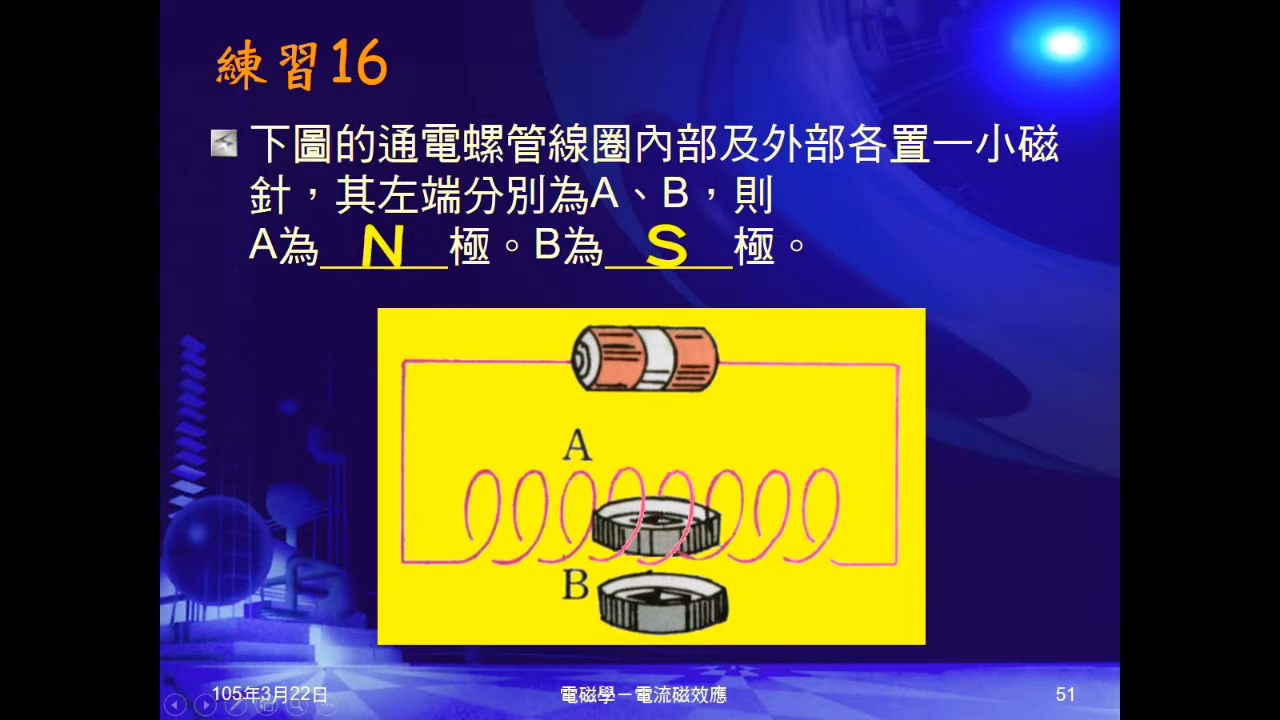 練習16
下圖的通電螺管線圈內部及外部各置一小磁
針，其左端分別為A、B，則
A為 N 極。B為 S 極。
A
B
105年3月22日
電磁學－電流磁效應
51